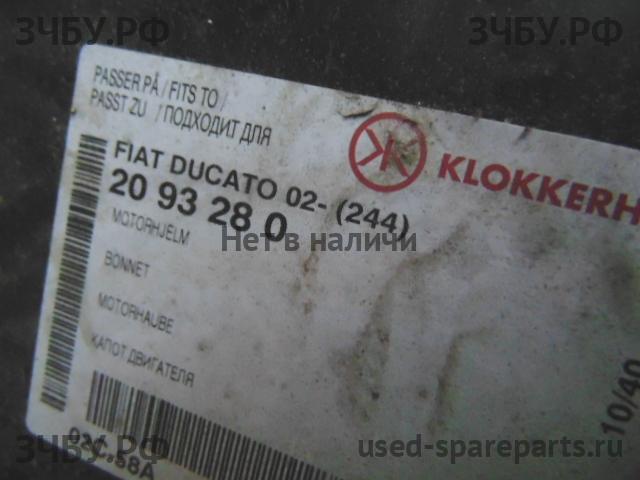 ЗЧБУ.РФ
ЗЧБУ.РФ
PASSER PÅ / FITS TO /
PASST ZU / ПОДХОДИТ ДЛЯ
KLOKKERH
FIAT DUCATO 02- (244)
20 93 28 0
Нет в наличи
MOTORHJELM
BONNET
MOTORHAUBE
КАПОТ ДВИГАТЕЛЯ
10/40
ЗЧБУ.РФ
used-spareparts.ru